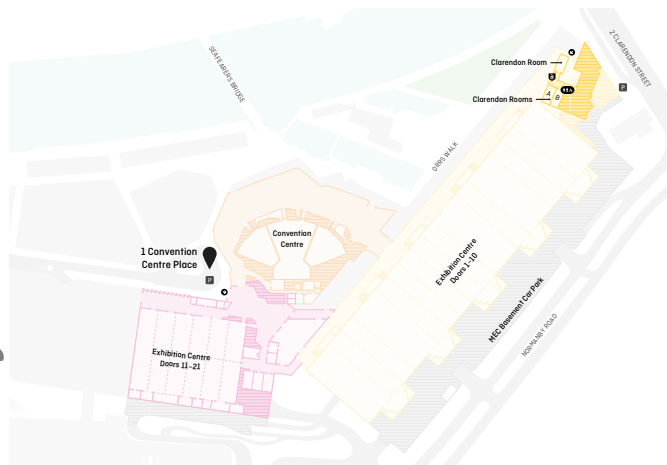 2 CLARENDON STREET
SEAFEARERS BRIDGE
Clarendon Room
P
Clarendon Rooms
A
B
ORRS WALK
Convention
Centre
1 Convention
Centre Place
P
Exhibition Centre
Doors 1-10
MEC Basement Car Park
NORMANBY ROAD
Exhibition Centre
Doors 11-21